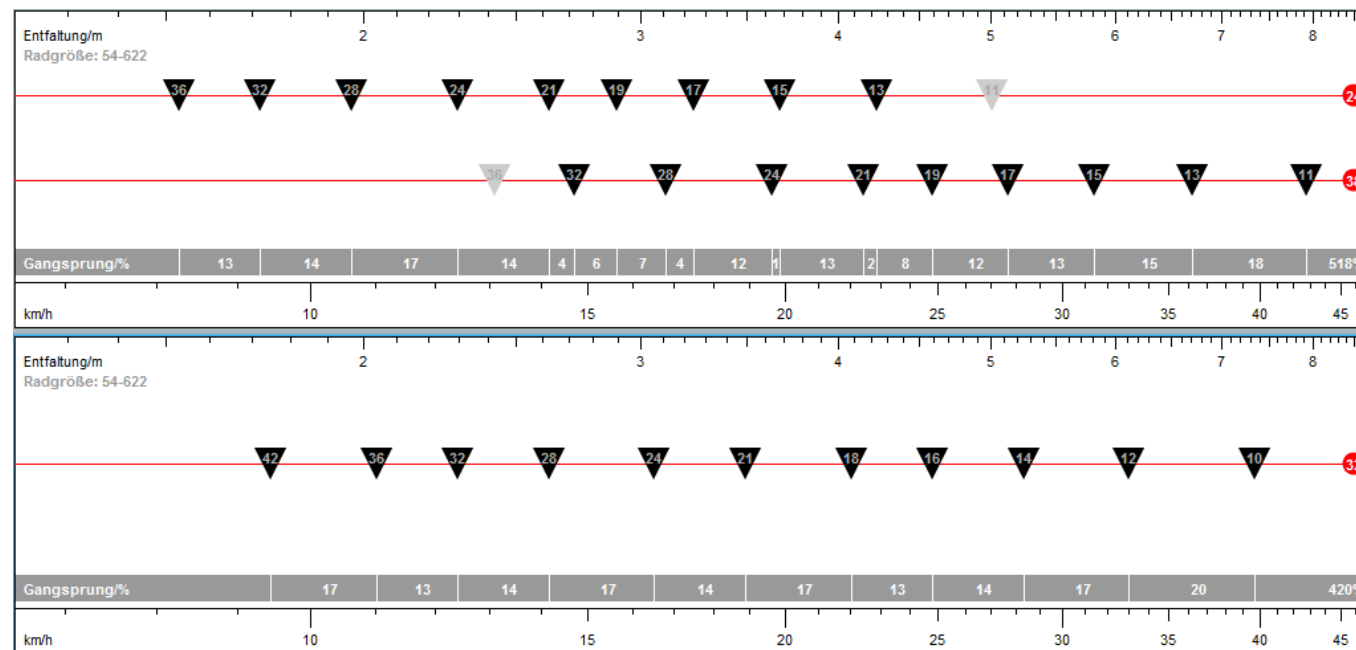 Entfaltung/m 2 3 4 5 6 7 8
Radgröße: 54-622
36 32 28 24 21 19 17 15 13 11 24
36 32 28 24 21 19 17 15 13 11 38
Gangsprung/% 13 14 17 14 4 6 7 4 12 1 13 2 8 12 13 15 18 518
km/h 10 15 20 25 30 35 40 45
Entfaltung/m 2 3 4 5 6 7 8
Radgröße: 54-622
42 36 32 28 24 21 18 16 14 12 10
Gangsprung/% 17 13 14 17 14 17 13 14 17 20 420
km/h 10 15 20 25 30 35 40 45